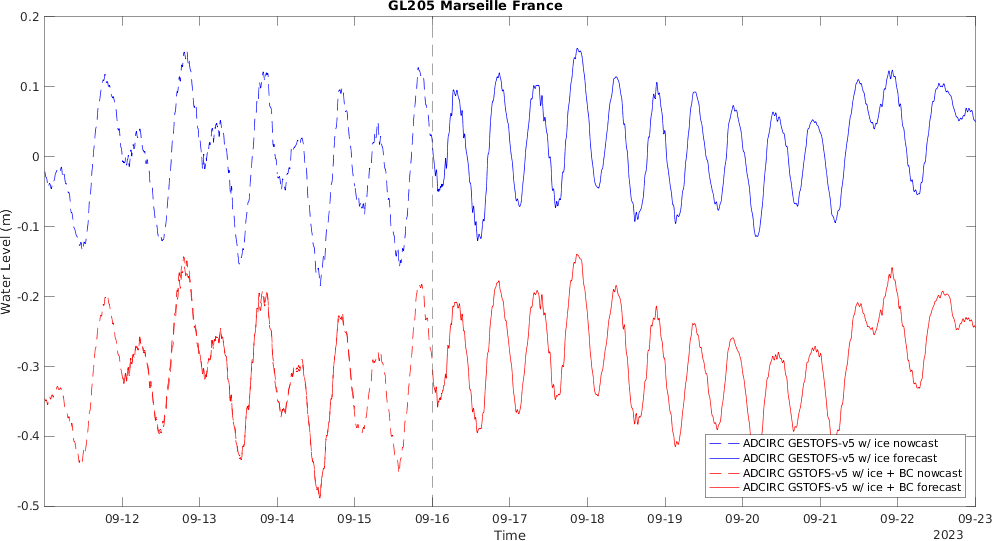 GL205 Marseille France
0.2
0.1
0
-0.1
-0.2
-0.3
-0.4
-0.5
Water Level (m)
ADCIRC GESTOFS-v5 w/ ice nowcast
ADCIRC GESTOFS-v5 w/ ice forecast
ADCIRC GSTOFS-v5 w/ ice + BC nowcast
ADCIRC GSTOFS-v5 w/ ice + BC forecast
09-12 09-13 09-14 09-15 09-16 09-17 09-18 09-19 09-20 09-21 09-22 09-23
Time
2023